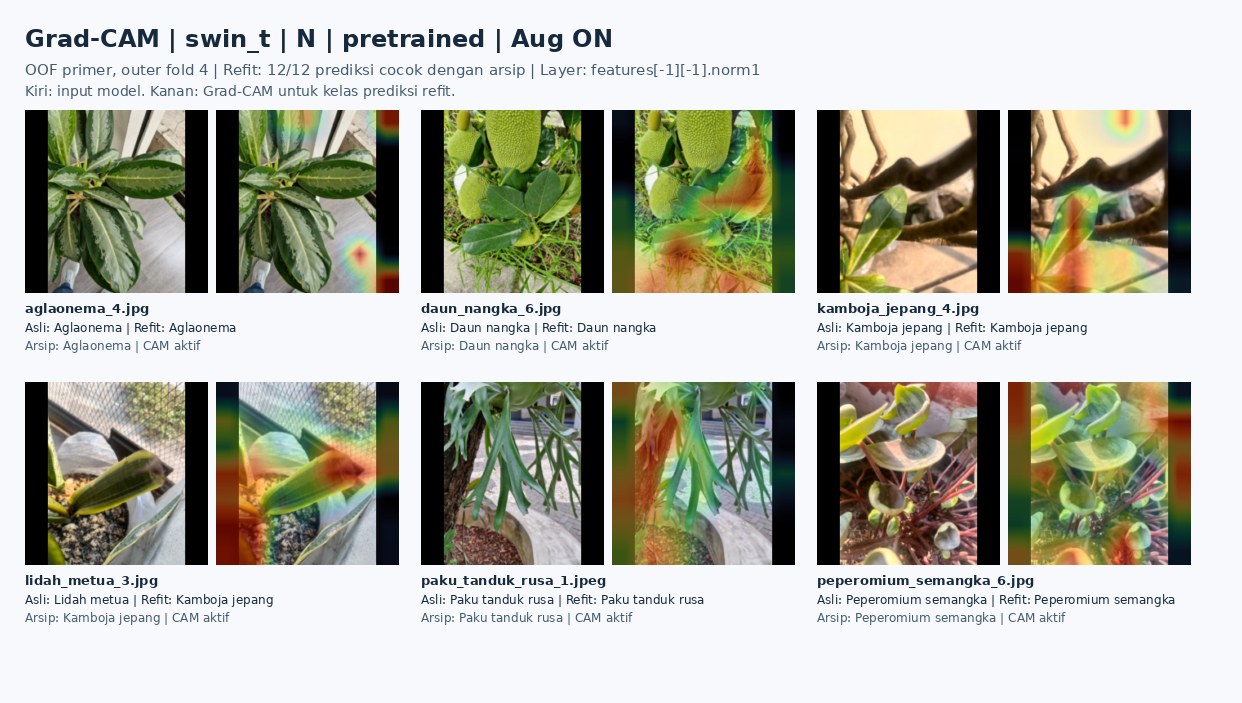 Grad-CAM | swin_t | N | pretrained | Aug ON
OOF primer, outer fold 4 | Refit: 12/12 prediksi cocok dengan arsip | Layer: features[-1][-1].norm1
Kiri: input model. Kanan: Grad-CAM untuk kelas prediksi refit.
aglaonema_4.jpg
Asli: Aglaonema | Refit: Aglaonema
Arsip: Aglaonema | CAM aktif
daun_nangka_6.jpg
Asli: Daun nangka | Refit: Daun nangka
Arsip: Daun nangka | CAM aktif
kamboja_jepang_4.jpg
Asli: Kamboja jepang | Refit: Kamboja jepang
Arsip: Kamboja jepang | CAM aktif
lidah_metua_3.jpg
Asli: Lidah metua | Refit: Kamboja jepang
Arsip: Kamboja jepang | CAM aktif
paku_tanduk_rusa_1.jpeg
Asli: Paku tanduk rusa | Refit: Paku tanduk rusa
Arsip: Paku tanduk rusa | CAM aktif
peperomium_semangka_6.jpg
Asli: Peperomium semangka | Refit: Peperomium semangka
Arsip: Peperomium semangka | CAM aktif